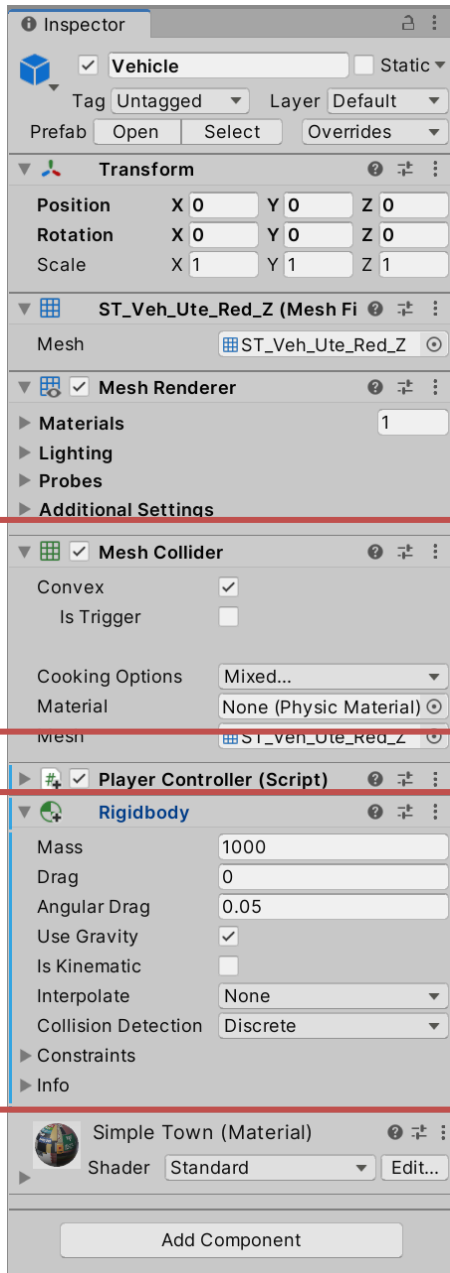 Inspector
Vehicle Static
Tag Untagged Layer Default
Prefab Open Select Overrides
Transform
Position X 0 Y 0 Z 0
Rotation X 0 Y 0 Z 0
Scale X 1 Y 1 Z 1
ST_Veh_Ute_Red_Z (Mesh Fi
Mesh ST_Veh_Ute_Red_Z
Mesh Renderer
Materials 1
Lighting
Probes
Additional Settings
Mesh Collider
Convex
Is Trigger
Cooking Options Mixed...
Material None (Physic Material)
Mesh ST_Veh_Ute_Red_Z
# Player Controller (Script)
Rigidbody
Mass 1000
Drag 0
Angular Drag 0.05
Use Gravity
Is Kinematic
Interpolate None
Collision Detection Discrete
Constraints
Info
Simple Town (Material)
Shader Standard Edit...
Add Component